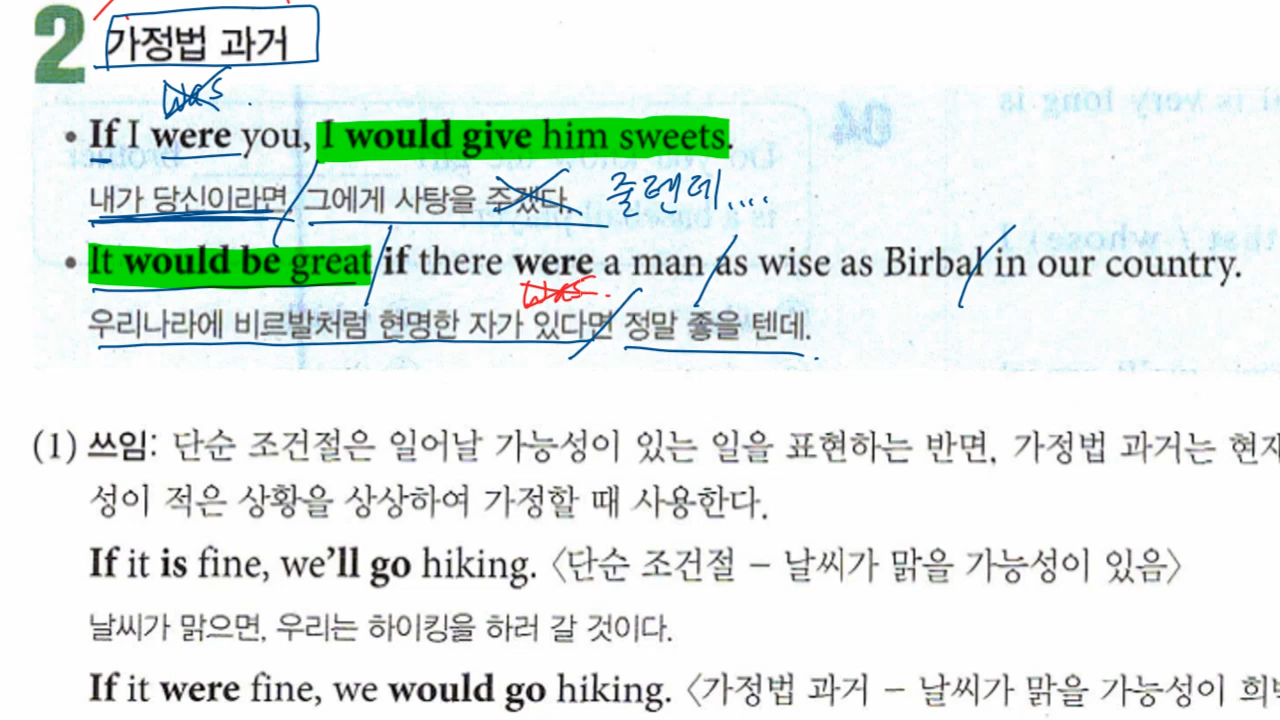 2 가정법 과거
was.
• If I were you, I would give him sweets.
내가 당신이라면 그에게 사탕을 주겠다. 줄텐데....
• It would be great if there were a man as wise as Birbal in our country.
was.
우리나라에 비르발처럼 현명한 자가 있다면 정말 좋을 텐데.
(1) 쓰임: 단순 조건절은 일어날 가능성이 있는 일을 표현하는 반면, 가정법 과거는 현재
성이 적은 상황을 상상하여 가정할 때 사용한다.
If it is fine, we'll go hiking. 〈단순 조건절 – 날씨가 맑을 가능성이 있음〉
날씨가 맑으면, 우리는 하이킹을 하러 갈 것이다.
If it were fine, we would go hiking. 〈가정법 과거 – 날씨가 맑을 가능성이